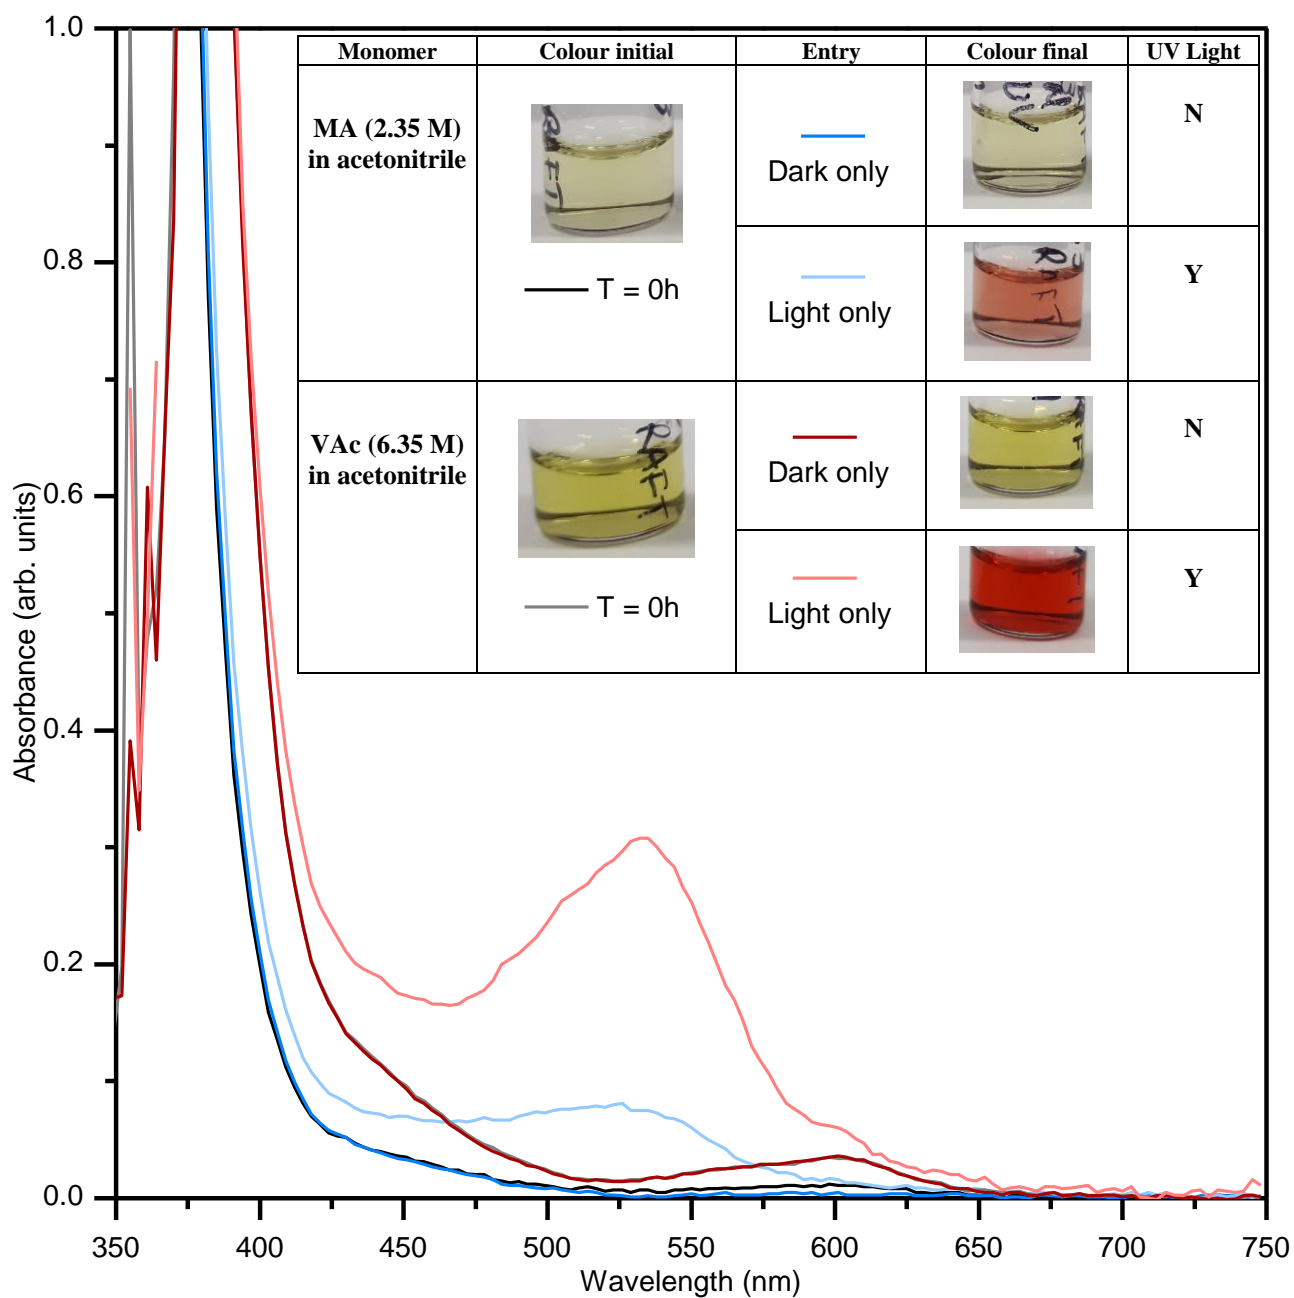 Monomer Colour initial Entry Colour final UV Light
MA (2.35 M)
in acetonitrile
RAFT
T = 0h
Dark only
N
Light only
RAFT
Y
VAc (6.35 M)
in acetonitrile
RAFT
T = 0h
Dark only
N
Light only
Y
Absorbance (arb. units)
1.0
0.8
0.6
0.4
0.2
0.0
350 400 450 500 550 600 650 700 750
Wavelength (nm)